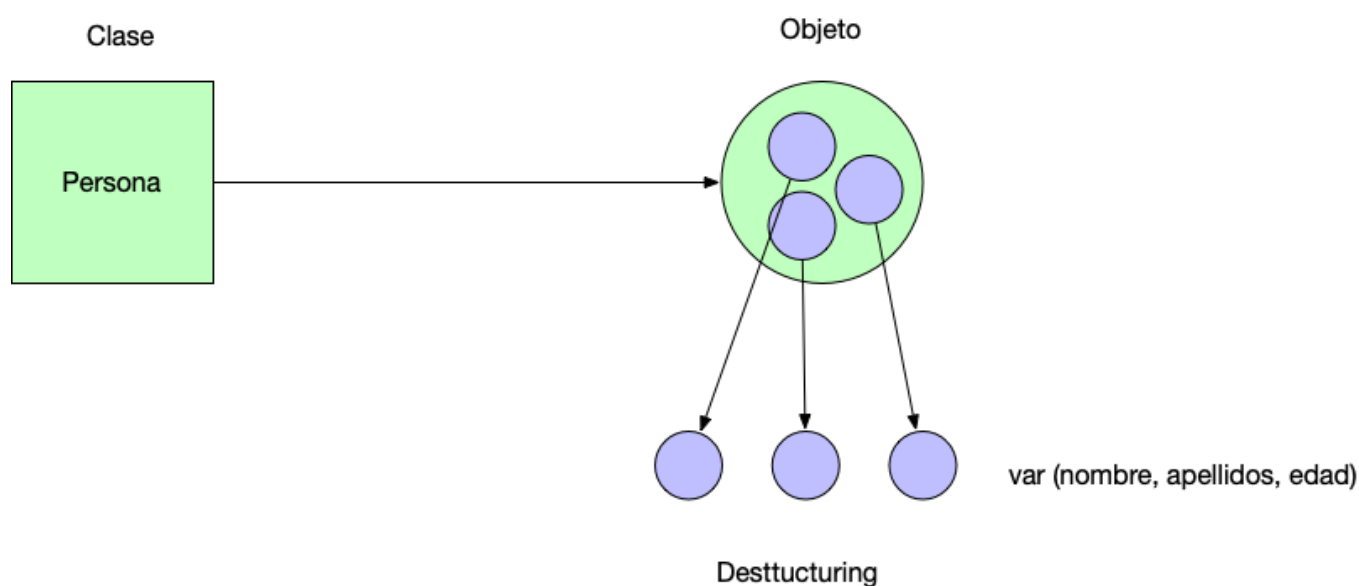 Clase
Objeto
Persona
var (nombre, apellidos, edad)
Desttucturing